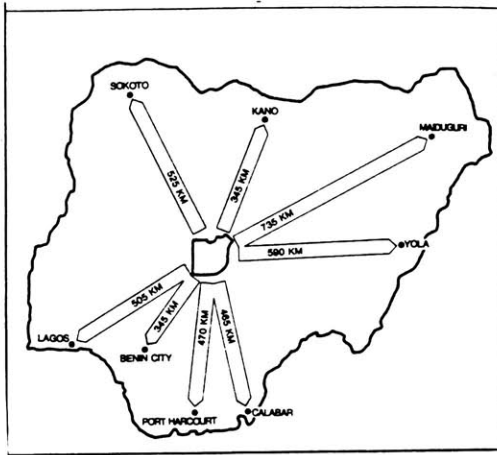 SOKOTO
KANO
MAIDUGURI
525 KM
345 KM
735 KM
590 KM
YOLA
505 KM
345 KM
470 KM
465 KM
LAGOS
BENIN CITY
PORT HARCOURT
CALABAR